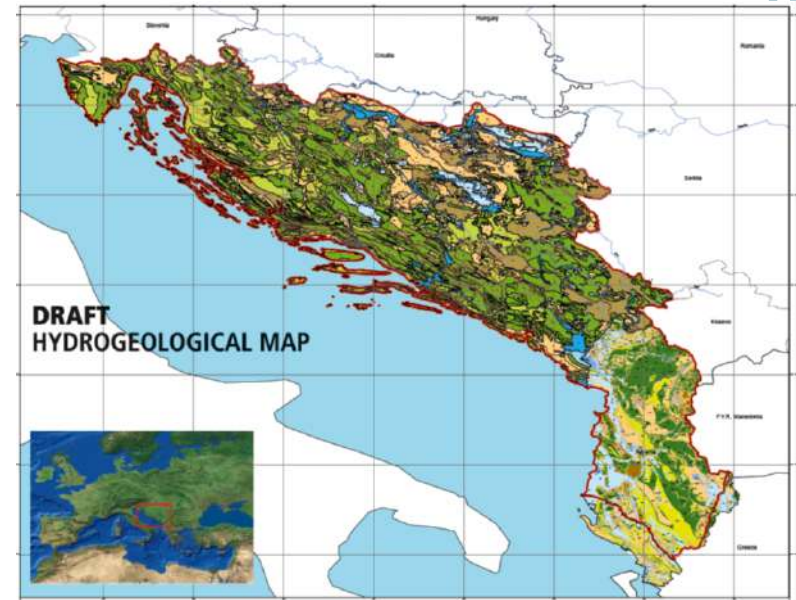 Slovenia
Hungary
Croatia
Romania
Serbia
Kosovo
DRAFT
HYDROGEOLOGICAL MAP
F.Y.R. Macedonia
Greece